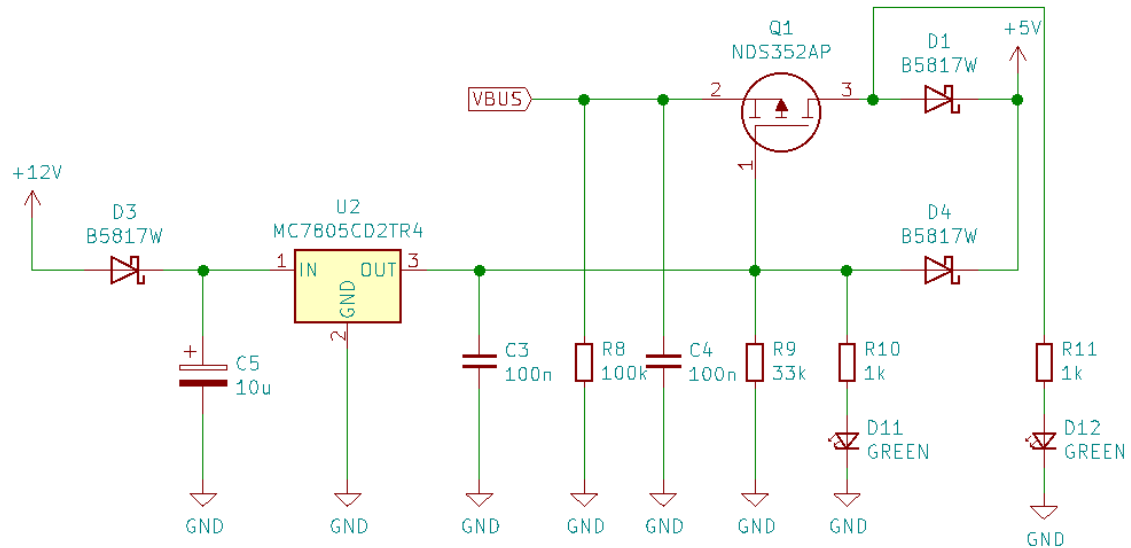 Q1
NDS352AP
D1
B5817W
+5V
VBUS
2
3
1
+12V
D3
B5817W
U2
MC7805CD2TR4
1
IN
OUT
3
GND
2
D4
B5817W
C5
10u
C3
100n
R8
100k
C4
100n
R9
33k
R10
1k
R11
1k
D11
GREEN
D12
GREEN
GND
GND
GND
GND
GND
GND
GND
GND